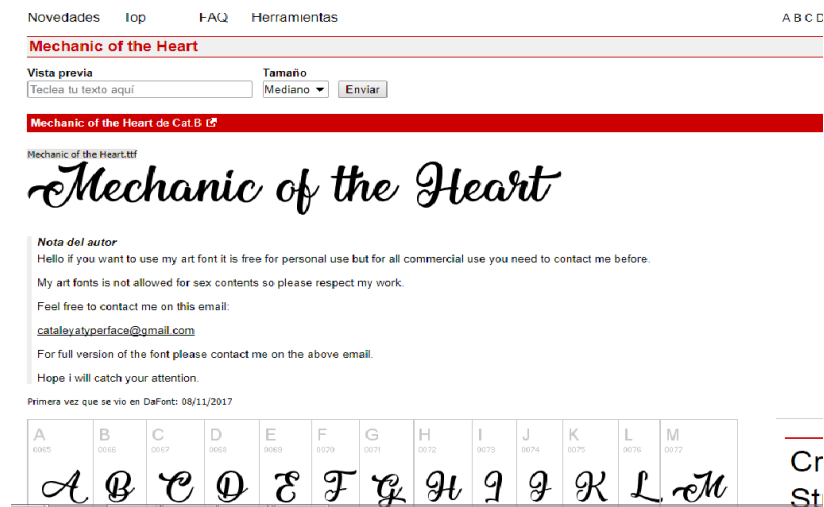 Novedades Top FAQ Herramientas A B C D
Mechanic of the Heart
Vista previa Tamaño
Teclea tu texto aquí Mediano Enviar
Mechanic of the Heart de Cat.B
Mechanic of the Heart.ttf
Mechanic of the Heart
Nota del autor
Hello if you want to use my art font it is free for personal use but for all commercial use you need to contact me before.
My art fonts is not allowed for sex contents so please respect my work.
Feel free to contact me on this email:
cataleyatyperface@gmail.com
For full version of the font please contact me on the above email.
Hope i will catch your attention.
Primera vez que se vio en DaFont: 08/11/2017
A B C D E F G H I J K L M
0065 0066 0067 0068 0069 0070 0071 0072 0073 0074 0075 0076 0077
A B C D E F G H I J K L M
Cr
Str